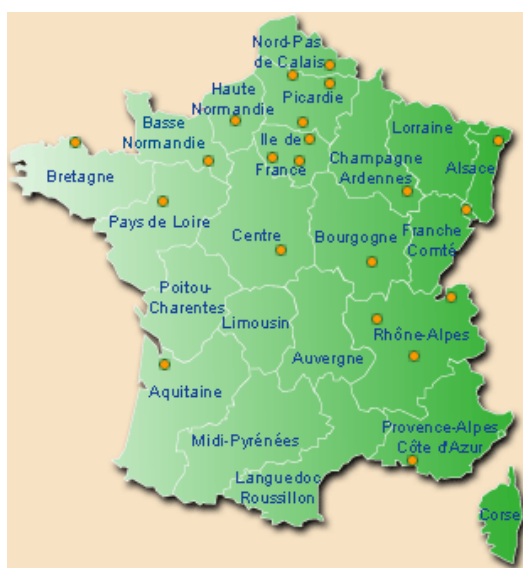 Nord-Pas
de Calais
Haute
Normandie
Picardie
Basse
Normandie
Ile de
France
Lorraine
Champagne
Ardennes
Alsace
Bretagne
Pays de Loire
Centre
Bourgogne
Franche
Comté
Poitou-
Charentes
Limousin
Auvergne
Rhône-Alpes
Aquitaine
Midi-Pyrénées
Provence-Alpes
Côte d'Azur
Languedoc
Roussillon
Corse